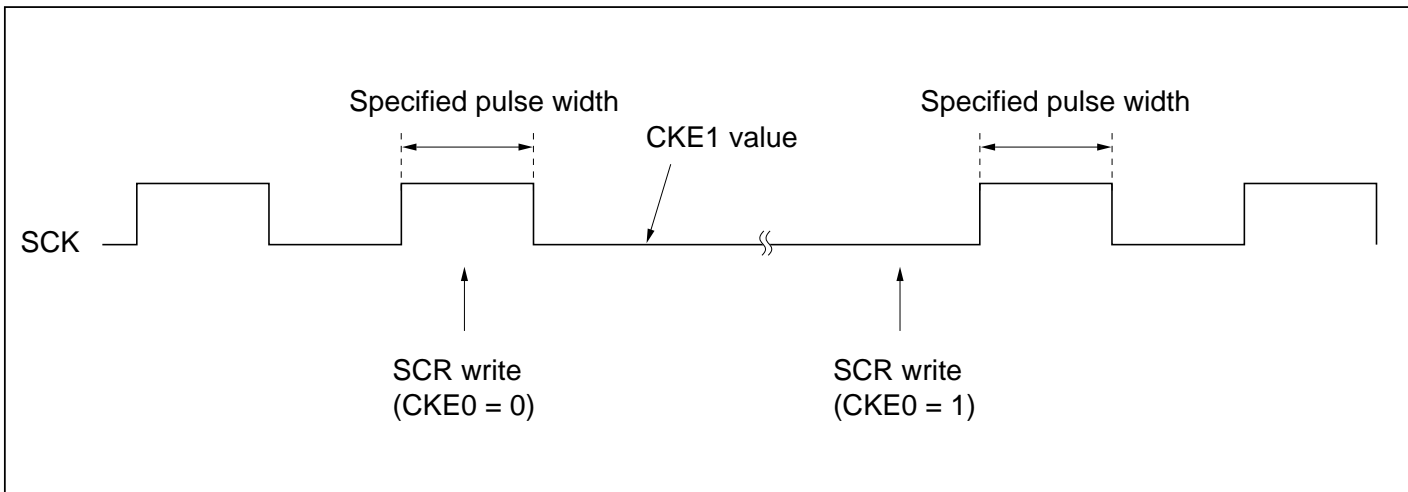 Specified pulse width
Specified pulse width
CKE1 value
SCK
SCR write
(CKE0 = 0)
SCR write
(CKE0 = 1)